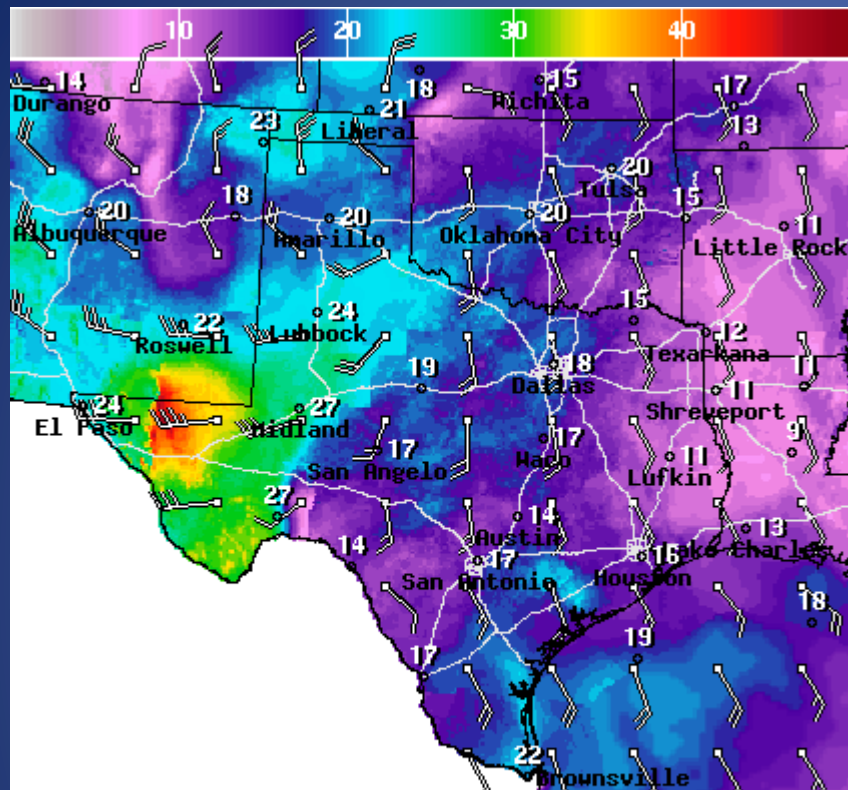 10 20 30 40
14 18 15 17
Durango Wichita
21
Liberal
23 13
20
Tulsa
20 18 20 20 15 11
Albuquerque Amarillo Oklahoma City Little Rock
22 24 15
Roswell Lubbock 12
Texarkana
19 18 11 11
Dallas
24 27 Shreveport
El Paso Midland
17 17 9
San Angelo Waco 11
Lufkin
27 14 13
Austin Lake Charles
14 17 16
San Antonio Houston
18
19
17
22
Brownsville